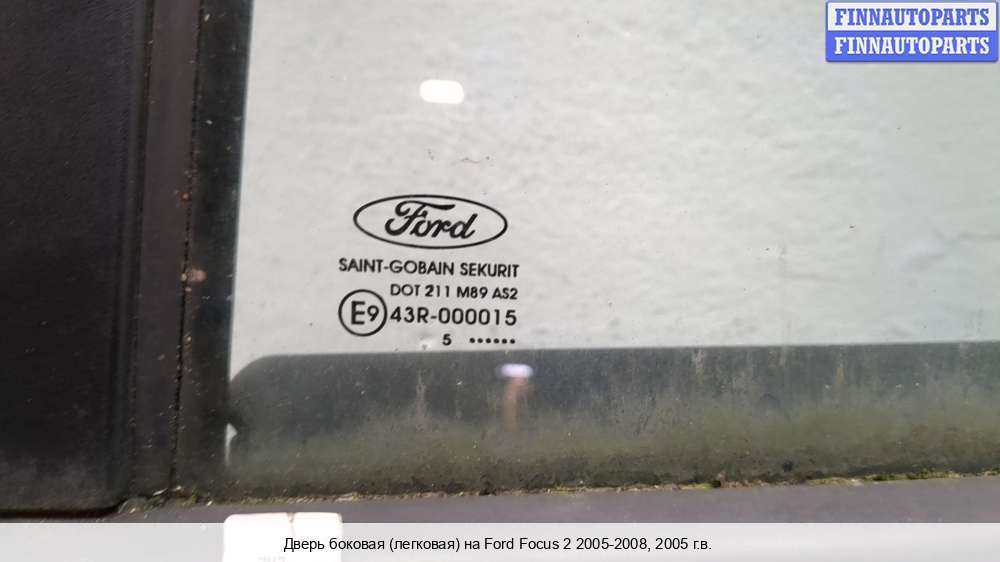 FINNAUTOPARTS
FINNAUTOPARTS
Ford
SAINT-GOBAIN SEKURIT
DOT 211 M89 AS2
E9 43R-000015
5 ••••••
Дверь боковая (легковая) на Ford Focus 2 2005-2008, 2005 г.в.